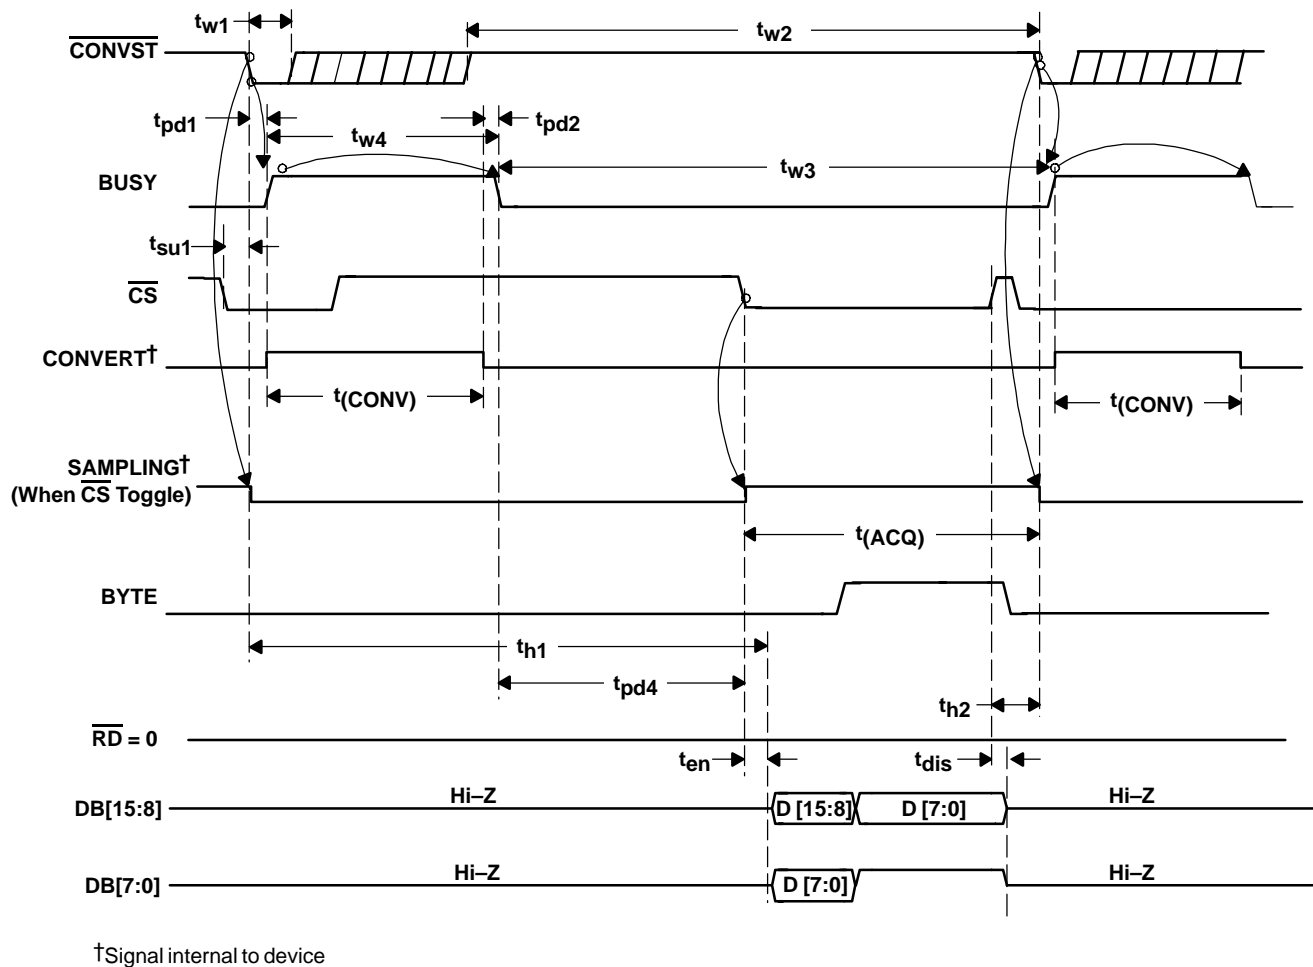 tw1
tw2
CONVST
tpd1
tw4
tpd2
BUSY
tw3
tsu1
CS
CONVERT†
t(CONV)
t(CONV)
SAMPLING†
(When CS Toggle)
t(ACQ)
BYTE
th1
tpd4
th2
RD = 0
ten
tdis
DB[15:8]
Hi–Z
D [15:8]
D [7:0]
Hi–Z
DB[7:0]
Hi–Z
D [7:0]
Hi–Z
†Signal internal to device